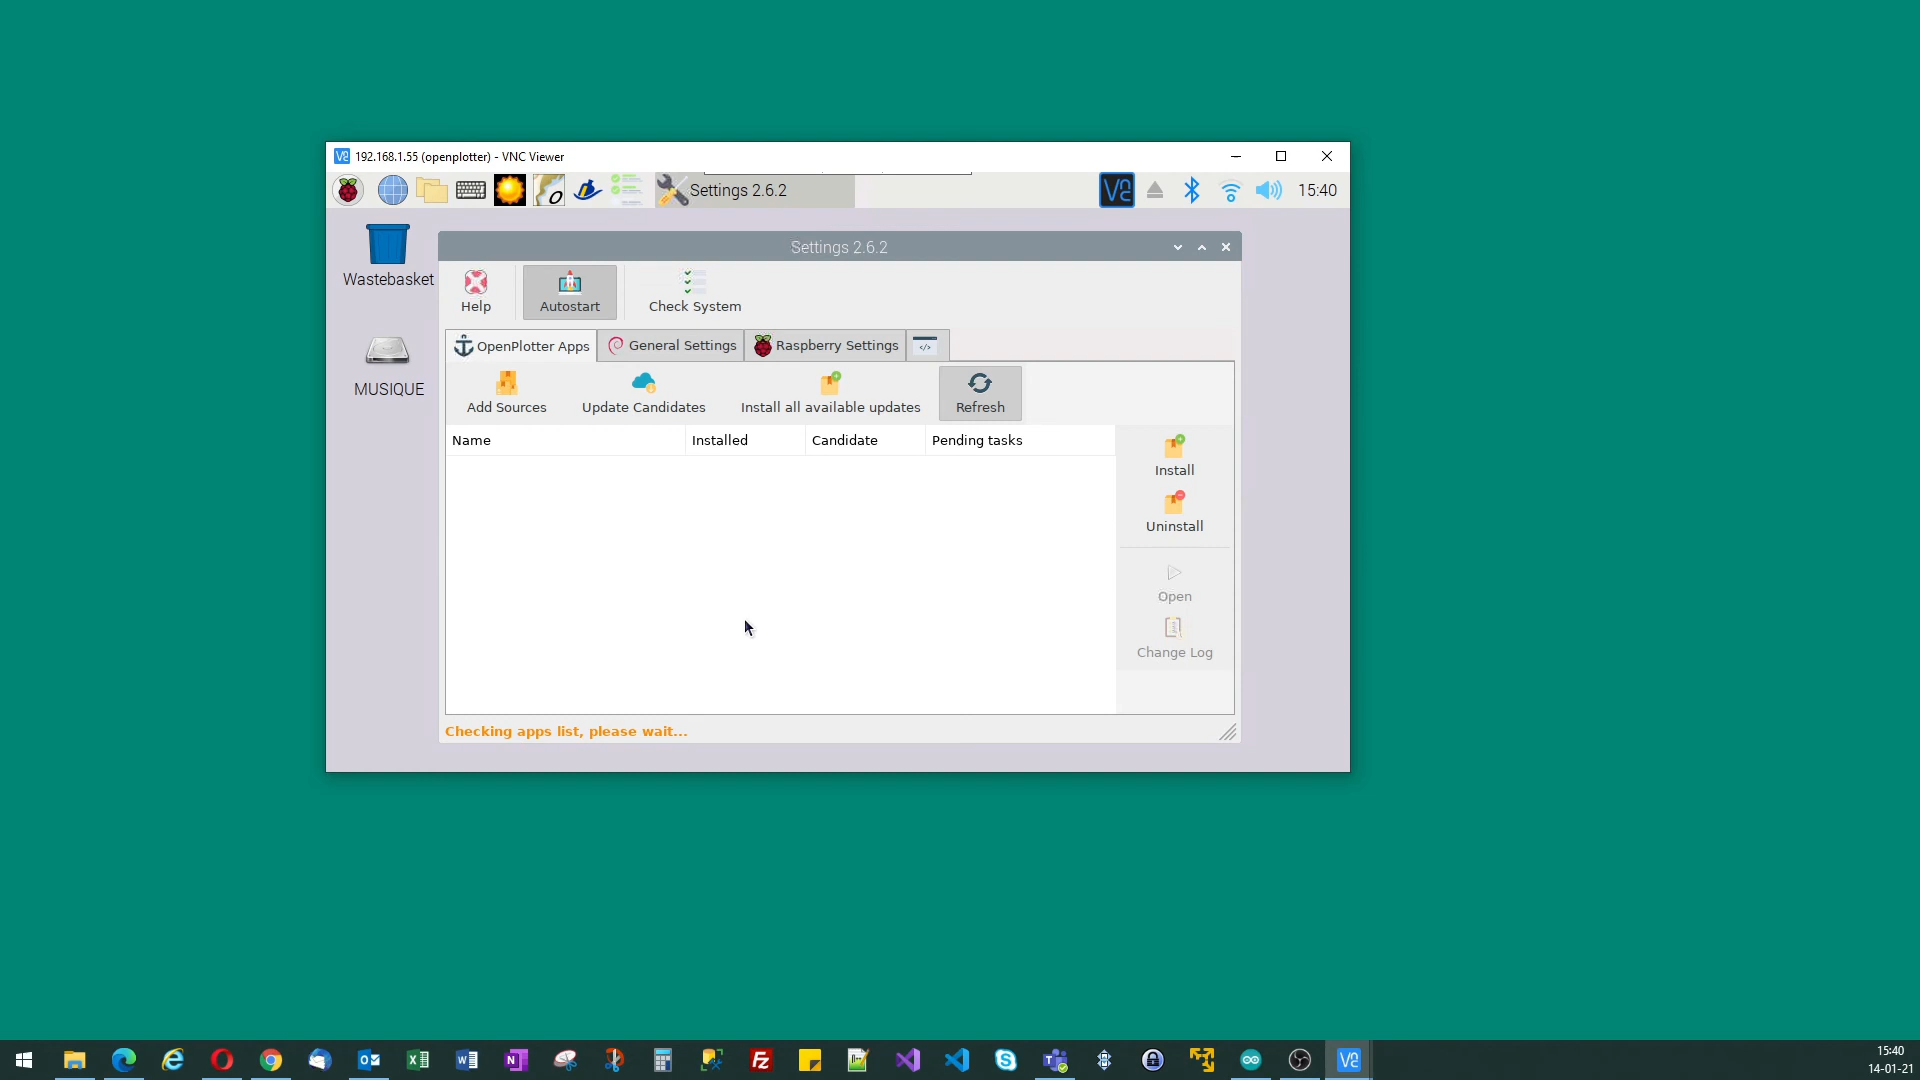 192.168.1.55 (openplotter) - VNC Viewer
Settings 2.6.2
15:40
Wastebasket
MUSIQUE
Settings 2.6.2
Help
Autostart
Check System
OpenPlotter Apps
General Settings
Raspberry Settings
Add Sources
Update Candidates
Install all available updates
Refresh
Name
Installed
Candidate
Pending tasks
Install
Uninstall
Open
Change Log
Checking apps list, please wait...
15:40
14-01-21